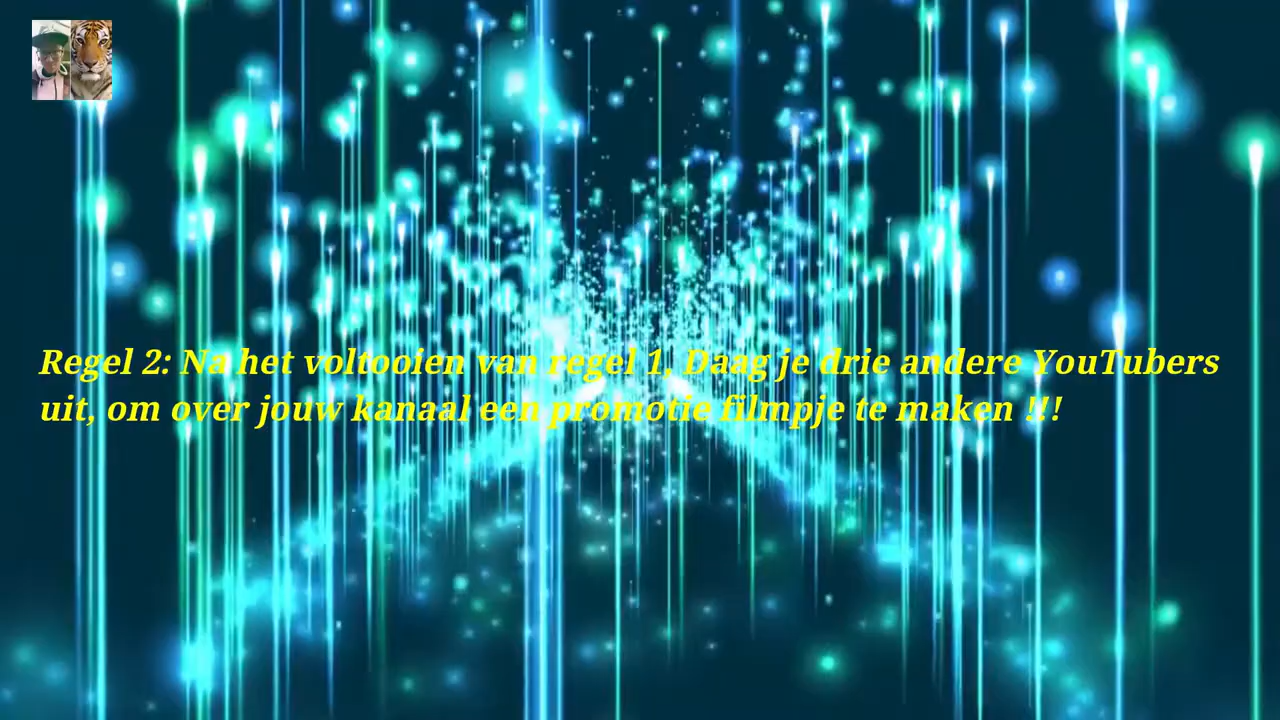 Regel 2: Na het voltooien van regel 1, Daag je drie andere YouTubers
uit, om over jouw kanaal een promotie filmpje te maken !!!